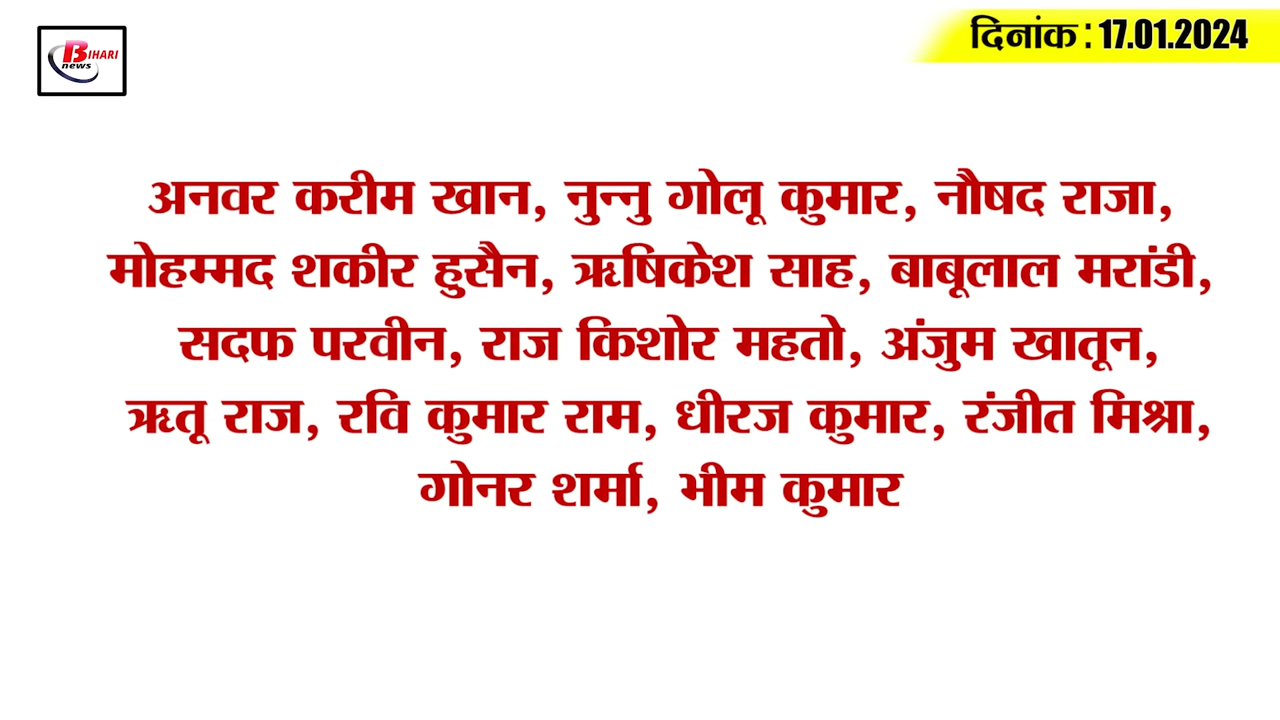 BIHARI
news
दिनांक : 17.01.2024
अनवर करीम खान, नुन्नु गोलू कुमार, नौषद राजा,
मोहम्मद शकीर हुसैन, ऋषिकेश साह, बाबूलाल मरांडी,
सदफ परवीन, राज किशोर महतो, अंजुम खातून,
ऋतू राज, रवि कुमार राम, धीरज कुमार, रंजीत मिश्रा,
गोनर शर्मा, भीम कुमार